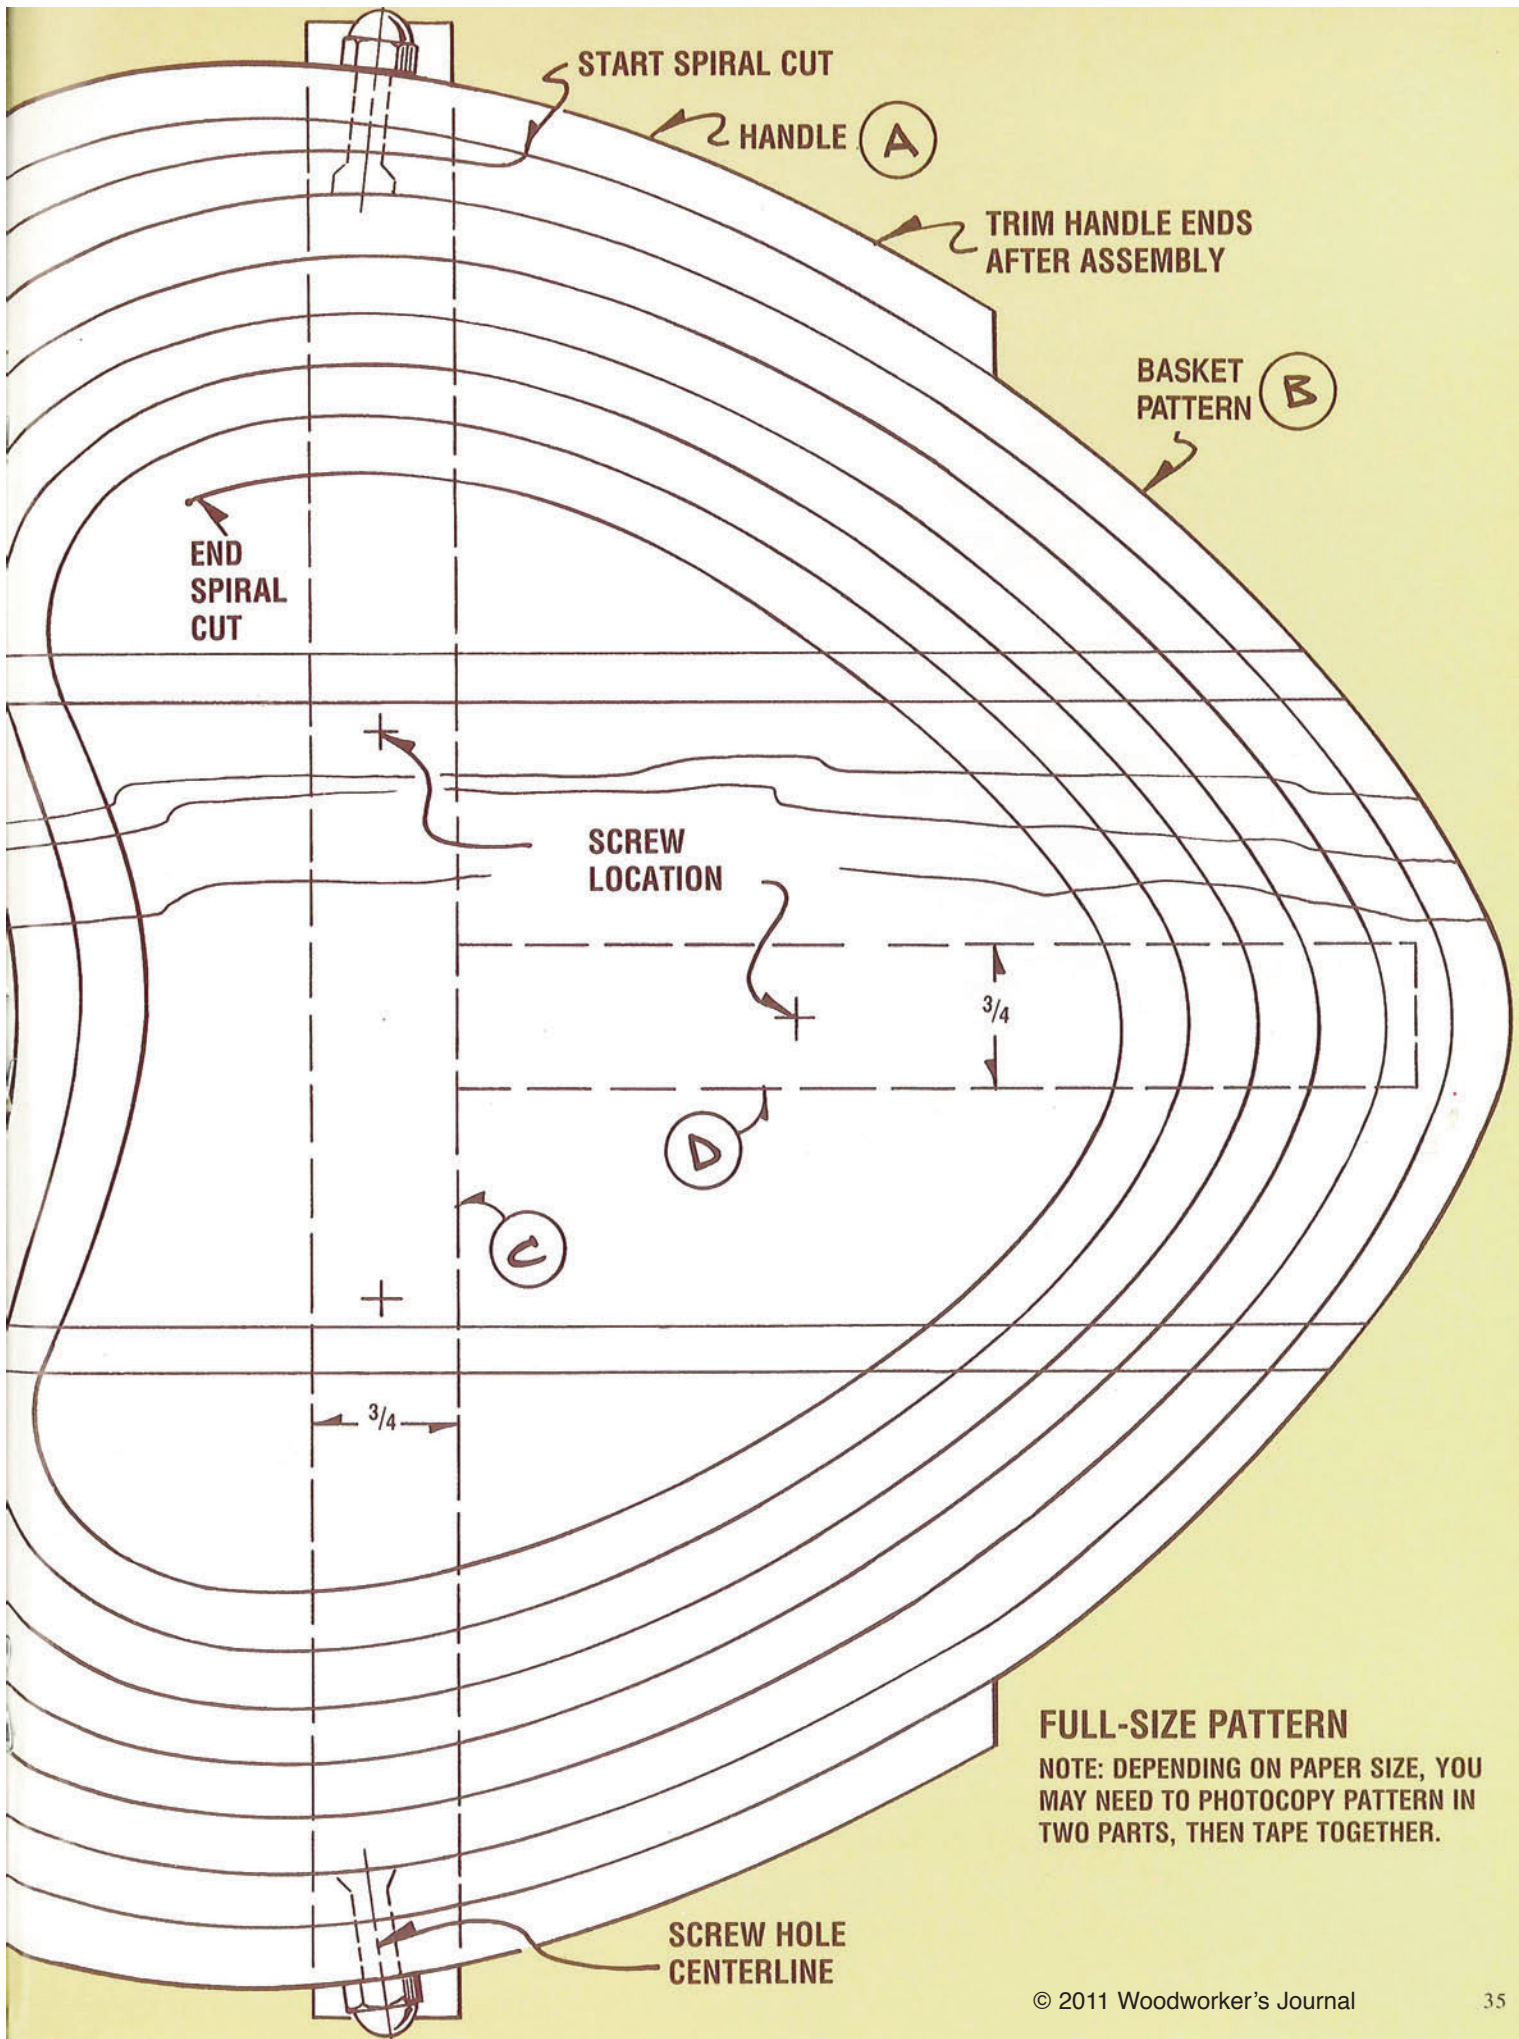 START SPIRAL CUT
HANDLE A
TRIM HANDLE ENDS
AFTER ASSEMBLY
BASKET
PATTERN B
END
SPIRAL
CUT
SCREW
LOCATION
3/4
D
C
3/4
FULL-SIZE PATTERN
NOTE: DEPENDING ON PAPER SIZE, YOU
MAY NEED TO PHOTOCOPY PATTERN IN
TWO PARTS, THEN TAPE TOGETHER.
SCREW HOLE
CENTERLINE
© 2011 Woodworker's Journal
35